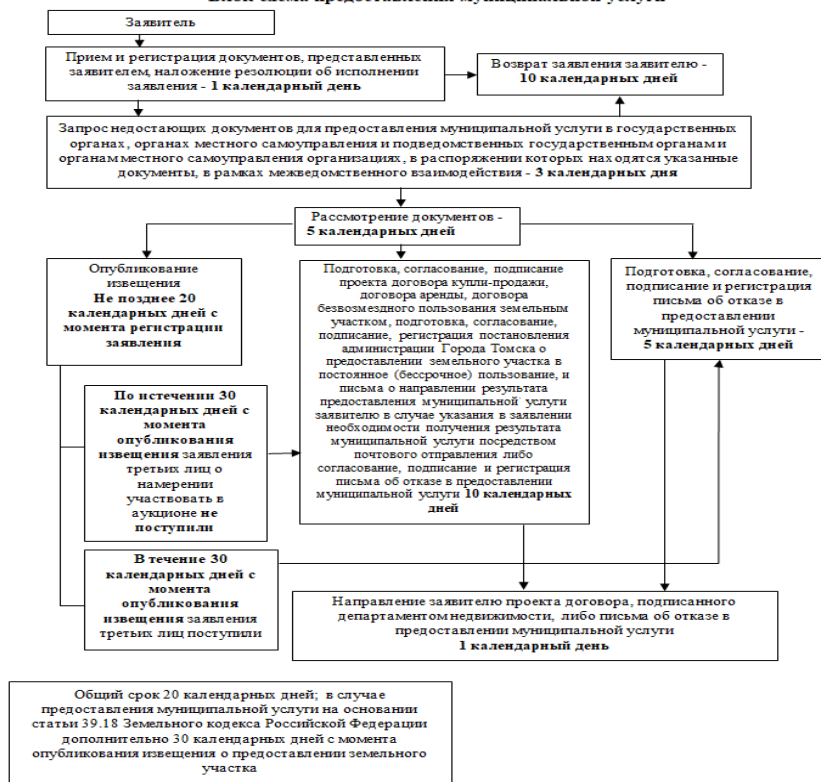 Блок-схема предоставления муниципальной услуги
Заявитель
Прием и регистрация документов, представленных
заявителем, наложение резолюции об исполнении
заявления - 1 календарный день
Возврат заявления заявителю -
10 календарных дней
Запрос недостающих документов для предоставления муниципальной услуги в государственных
органах, органах местного самоуправления и подведомственных государственным органам и
органам местного самоуправления организациях, в распоряжении которых находятся указанные
документы, в рамках межведомственного взаимодействия - 3 календарных дня
Рассмотрение документов -
5 календарных дней
Опубликование
извещения
Не позднее 20
календарных дней с
момента регистрации
заявления
Подготовка, согласование, подписание
проекта договора купли-продажи,
договора аренды, договора
безвозмездного пользования земельным
участком, подготовка, согласование,
подписание, регистрация постановления
администрации Города Томска о
предоставлении земельного участка в
постоянное (бессрочное) пользование, и
письма о направлении результата
предоставления муниципальной услуги
заявителю в случае указания в заявлении
необходимости получения результата
муниципальной услуги посредством
почтового отправления либо
согласование, подписание и регистрация
письма об отказе в предоставлении
муниципальной услуги 10 календарных
дней
Подготовка, согласование,
подписание и регистрация
письма об отказе в
предоставлении
муниципальной услуги -
5 календарных дней
По истечении 30
календарных дней с
момента
опубликования
извещения заявления
третьих лиц о
намерении
участвовать в
аукционе не
поступили
В течение 30
календарных дней с
момента
опубликования
извещения заявления
третьих лиц поступили
Направление заявителю проекта договора, подписанного
департаментом недвижимости, либо письма об отказе в
предоставлении муниципальной услуги
1 календарный день
Общий срок 20 календарных дней; в случае
предоставления муниципальной услуги на основании
статьи 39.18 Земельного кодекса Российской Федерации
дополнительно 30 календарных дней с момента
опубликования извещения о предоставлении земельного
участка